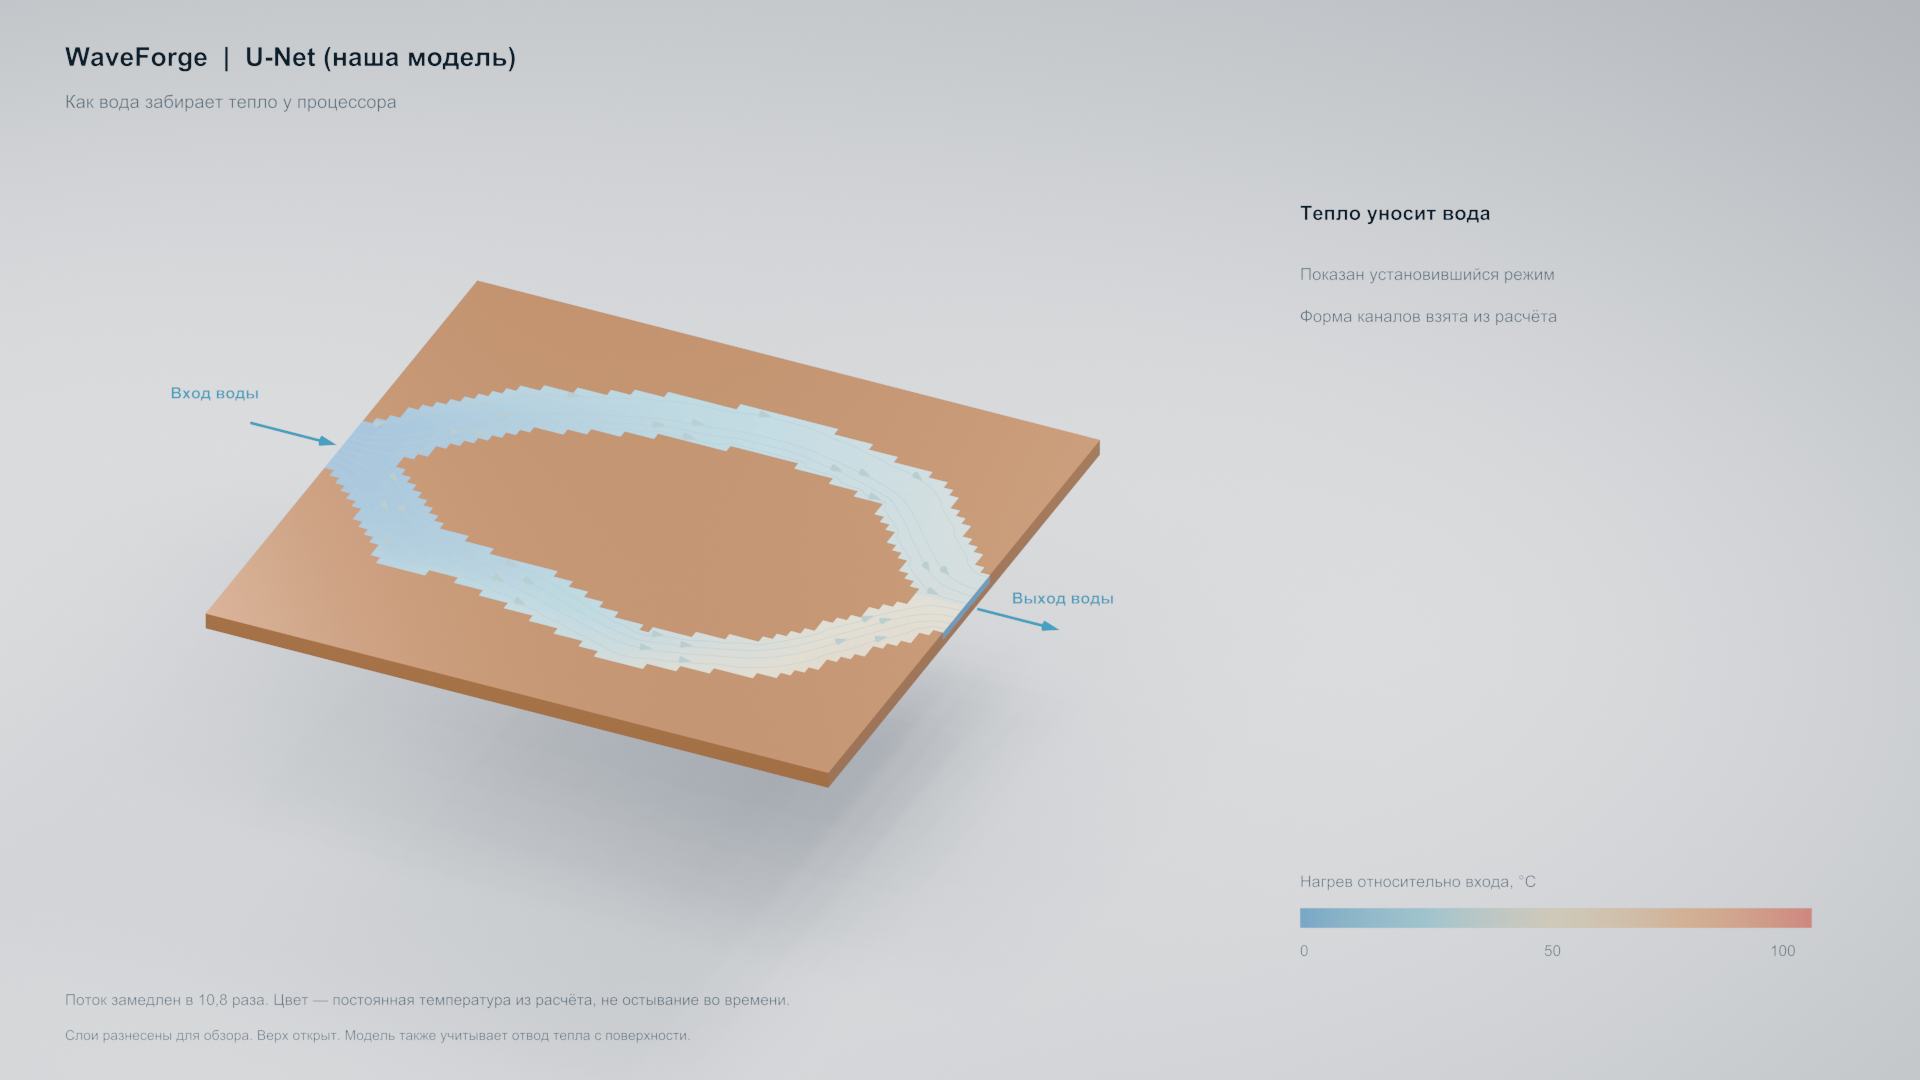 WaveForge | U-Net (наша модель)
Как вода забирает тепло у процессора
Тепло уносит вода
Показан установившийся режим
Форма каналов взята из расчёта
Вход воды
Выход воды
Нагрев относительно входа, °C
0 50 100
Поток замедлен в 10,8 раза. Цвет — постоянная температура из расчёта, не остывание во времени.
Слои разнесены для обзора. Верх открыт. Модель также учитывает отвод тепла с поверхности.